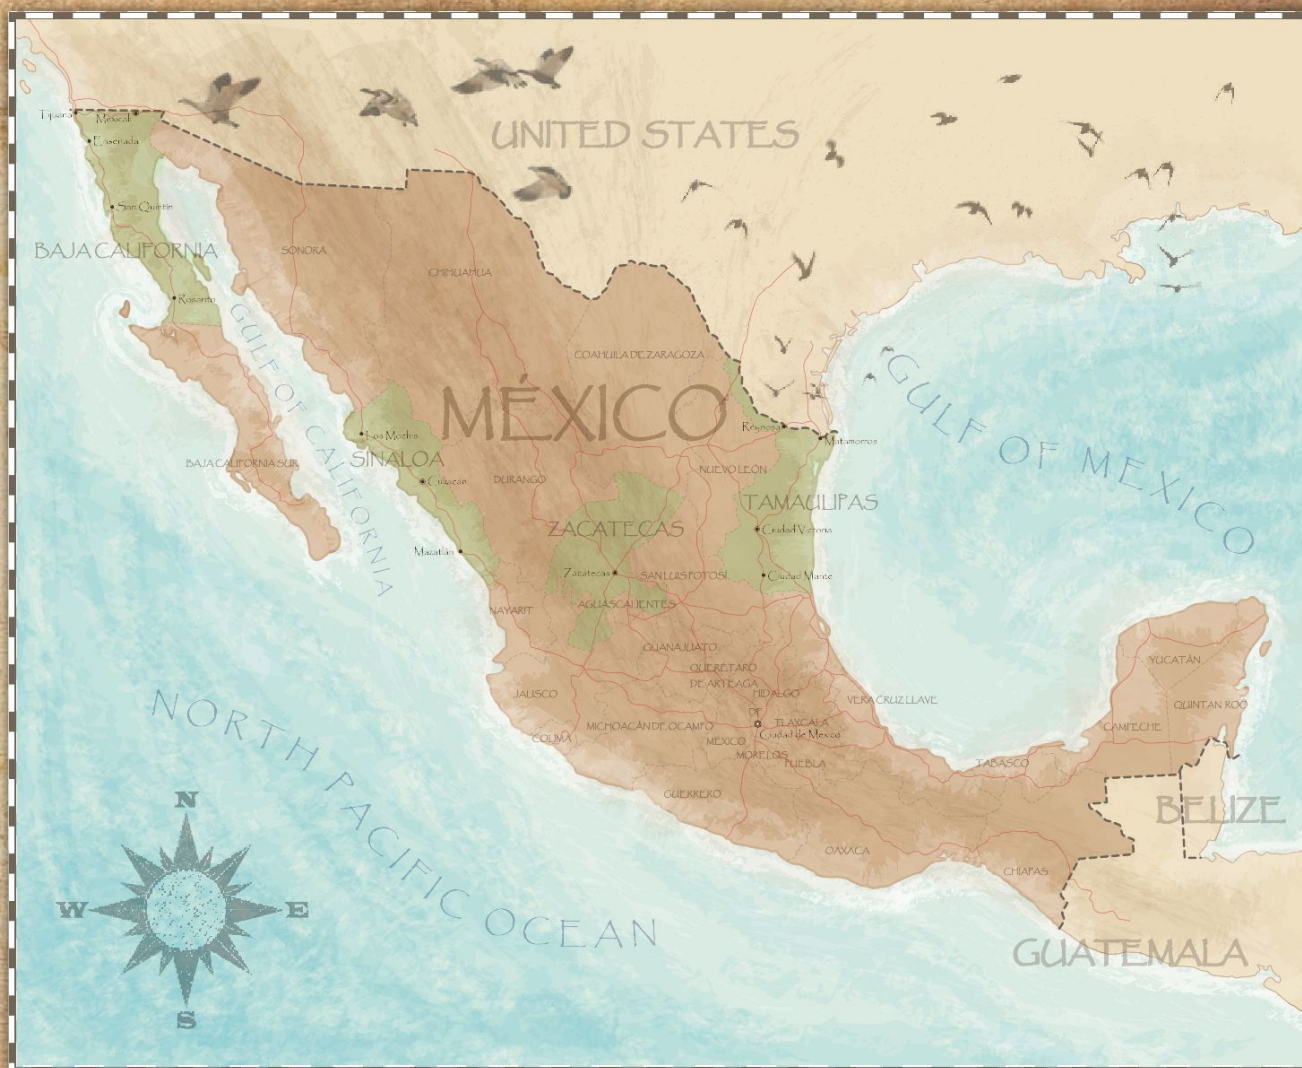 UNITED STATES
Tijuana
Mexicali
Ensenada
San Quintín
BAJA CALIFORNIA
SONORA
CHIHUAHUA
Rosarito
GULF OF CALIFORNIA
COAHUILA DE ZARAGOZA
GULF OF MEXICO
MÉXICO
Reynosa
Matamorros
Los Mochis
SINALOA
BAJA CALIFORNIA SUR
NUEVO LEÓN
Culiacán
DURANGO
TAMAULIPAS
ZACATECAS
Ciudad Victoria
Mazatlán
Zacatecas
SAN LUIS POTOSÍ
Ciudad Mante
NAYARIT
AGUASCALIENTES
GUANAJUATO
YUCATÁN
QUERÉTARO
DE ARTEAGA
HIDALGO
JALISCO
VERA CRUZ LLAVE
QUINTAN ROO
DF
TLAXCALA
MICHOACÁN DE OCAMPO
CAMPECHE
Ciudad de México
COLIMA
MÉXICO
MORELOS
PUEBLA
TABASCO
GUERRERO
BELIZE
OAXACA
CHIAPAS
NORTH PACIFIC OCEAN
GUATEMALA
N
W
E
S